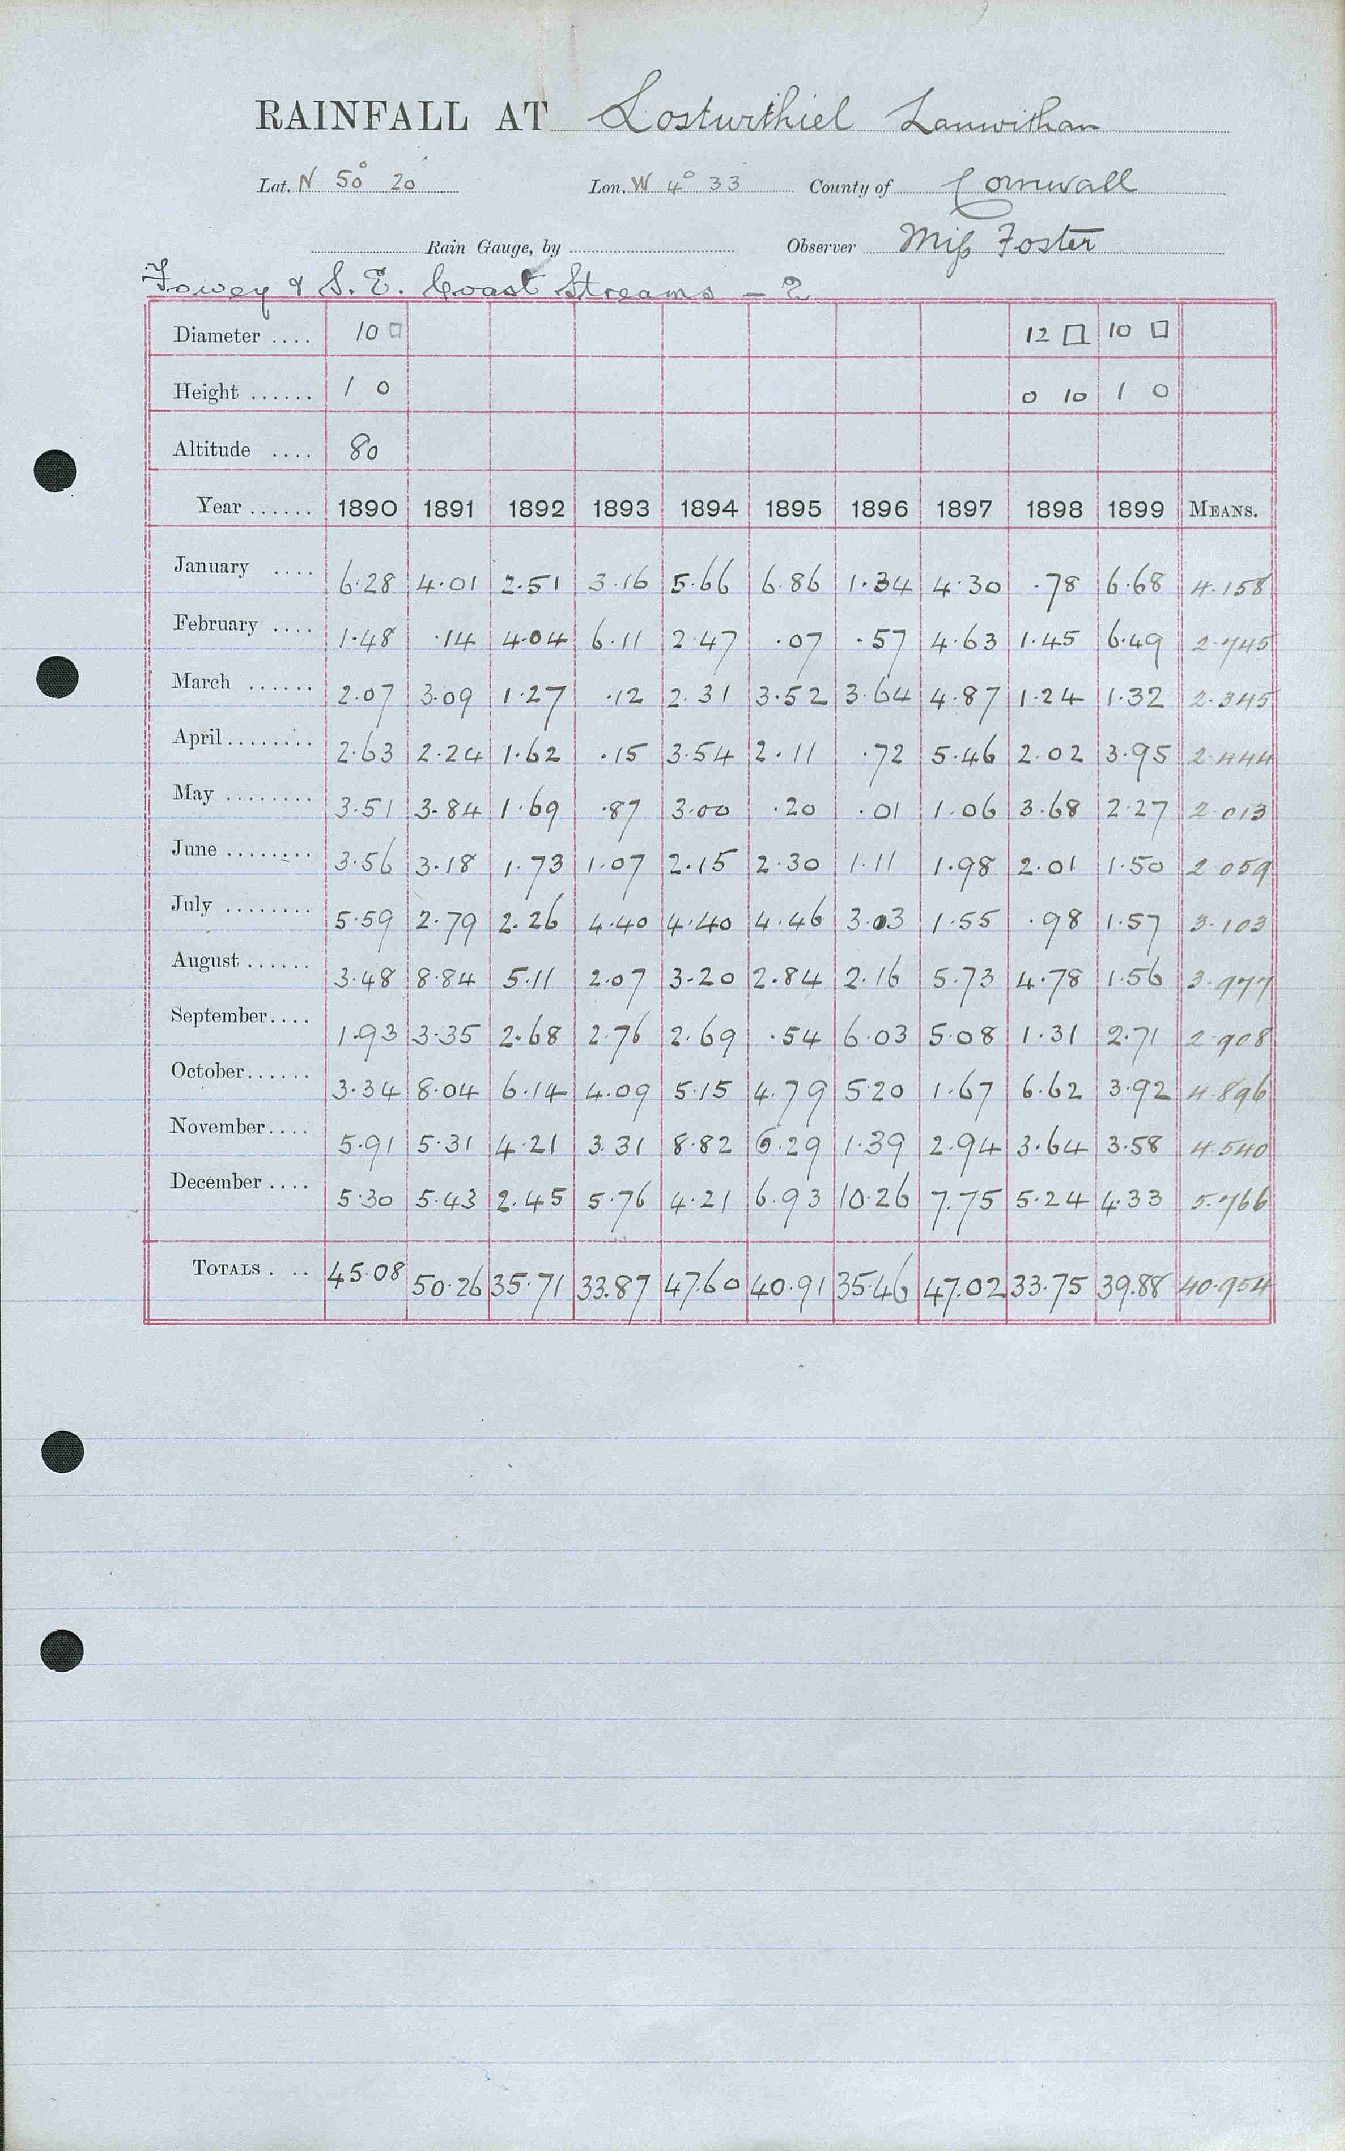 RAINFALL AT Lostwithiel Lanwithan
Lat. N 50° 20 Lon. W 4° 33 County of Cornwall
Rain Gauge, by Observer Miss Foster
Fowey & S. E. Coast Streams - 2
Diameter .... 10 □ 12 □ 10 □
Height ...... 1 0 0 10 1 0
Altitude .... 80
Year ...... 1890 1891 1892 1893 1894 1895 1896 1897 1898 1899 MEANS.
January .... 6.28 4.01 2.51 3.16 5.66 6.86 1.34 4.30 .78 6.68 4.158
February .... 1.48 .14 4.04 6.11 2.47 .07 .57 4.63 1.45 6.49 2.745
March ...... 2.07 3.09 1.27 .12 2.31 3.52 3.64 4.87 1.24 1.32 2.345
April ........ 2.63 2.24 1.62 .15 3.54 2.11 .72 5.46 2.02 3.95 2.444
May ........ 3.51 3.84 1.69 .87 3.00 .20 .01 1.06 3.68 2.27 2.013
June ........ 3.56 3.18 1.73 1.07 2.15 2.30 1.11 1.98 2.01 1.50 2.059
July ........ 5.59 2.79 2.26 4.40 4.40 4.46 3.03 1.55 .98 1.57 3.103
August ...... 3.48 8.84 5.11 2.07 3.20 2.84 2.16 5.73 4.78 1.56 3.977
September .... 1.93 3.35 2.68 2.76 2.69 .54 6.03 5.08 1.31 2.71 2.908
October ...... 3.34 8.04 6.14 4.09 5.15 4.79 5.20 1.67 6.62 3.92 4.896
November .... 5.91 5.31 4.21 3.31 8.82 6.29 1.39 2.94 3.64 3.58 4.540
December .... 5.30 5.43 2.45 5.76 4.21 6.93 10.26 7.75 5.24 4.33 5.766
TOTALS . .. 45.08 50.26 35.71 33.87 47.60 40.91 35.46 47.02 33.75 39.88 40.954